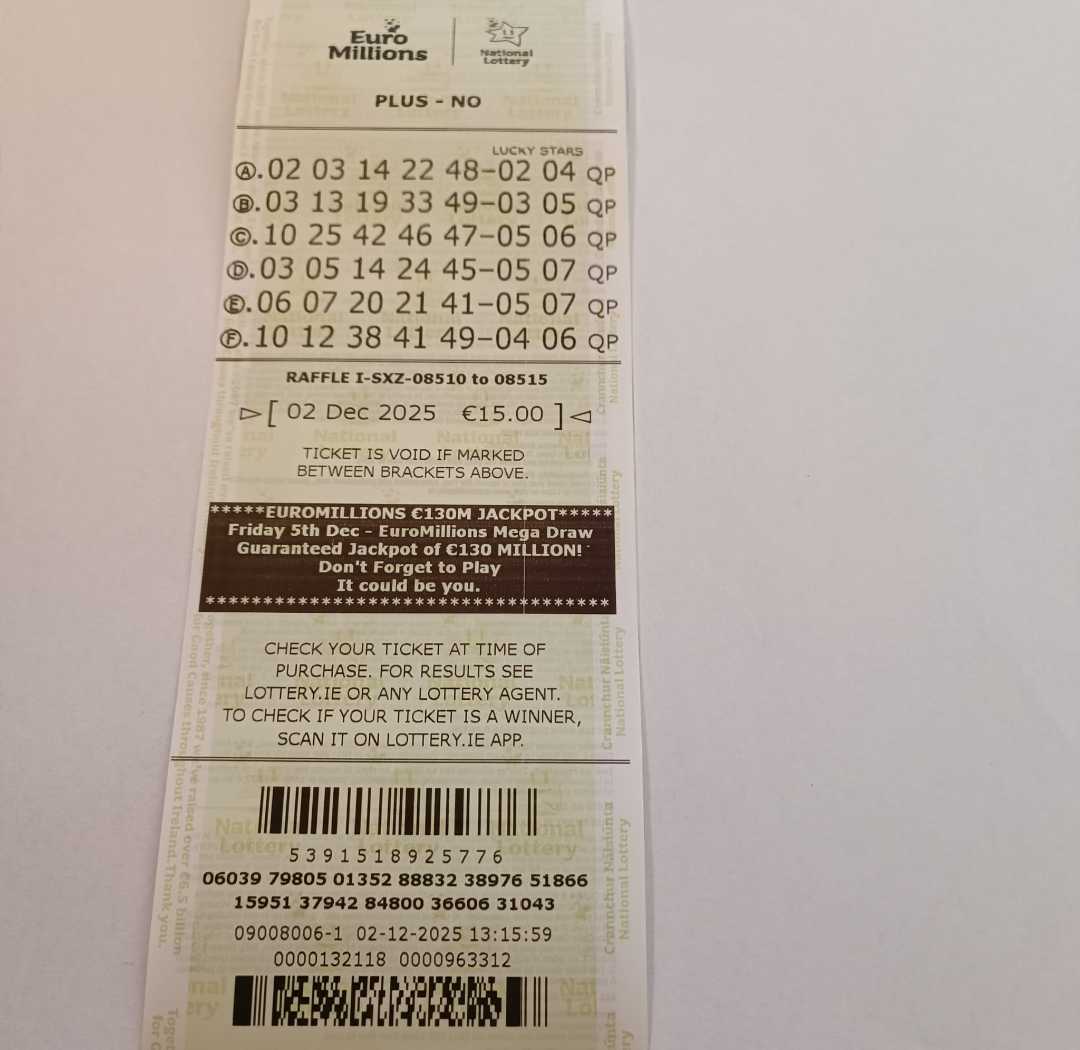 Euro
Millions
National
Lottery
PLUS - NO
LUCKY STARS
A. 02 03 14 22 48-02 04 QP
B. 03 13 19 33 49-03 05 QP
C. 10 25 42 46 47-05 06 QP
D. 03 05 14 24 45-05 07 QP
E. 06 07 20 21 41-05 07 QP
F. 10 12 38 41 49-04 06 QP
RAFFLE I-SXZ-08510 to 08515
[ 02 Dec 2025 €15.00 ]
TICKET IS VOID IF MARKED
BETWEEN BRACKETS ABOVE.
*****EUROMILLIONS €130M JACKPOT*****
Friday 5th Dec - EuroMillions Mega Draw
Guaranteed Jackpot of €130 MILLION!
Don't Forget to Play
It could be you.
************************************
CHECK YOUR TICKET AT TIME OF
PURCHASE. FOR RESULTS SEE
LOTTERY.IE OR ANY LOTTERY AGENT.
TO CHECK IF YOUR TICKET IS A WINNER,
SCAN IT ON LOTTERY.IE APP.
5391518925776
06039 79805 01352 88832 38976 51866
15951 37942 84800 36606 31043
09008006-1 02-12-2025 13:15:59
0000132118 0000963312
Crannchur Náisiúnta
National Lottery